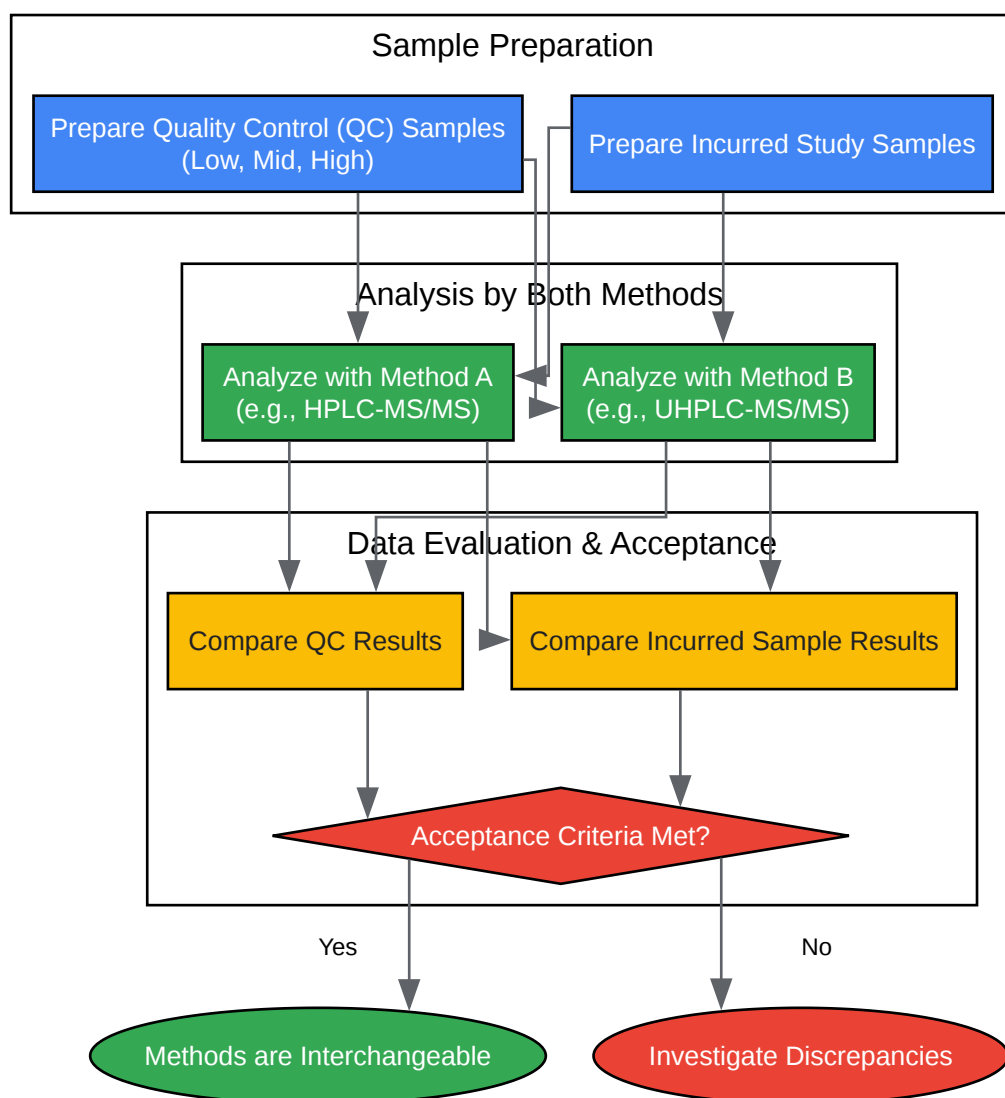 Sample Preparation
Prepare Quality Control (QC) Samples
(Low, Mid, High)
Prepare Incurred Study Samples
Analysis by Both Methods
Analyze with Method A
(e.g., HPLC-MS/MS)
Analyze with Method B
(e.g., UHPLC-MS/MS)
Data Evaluation & Acceptance
Compare QC Results
Compare Incurred Sample Results
Acceptance Criteria Met?
Yes
No
Methods are Interchangeable
Investigate Discrepancies